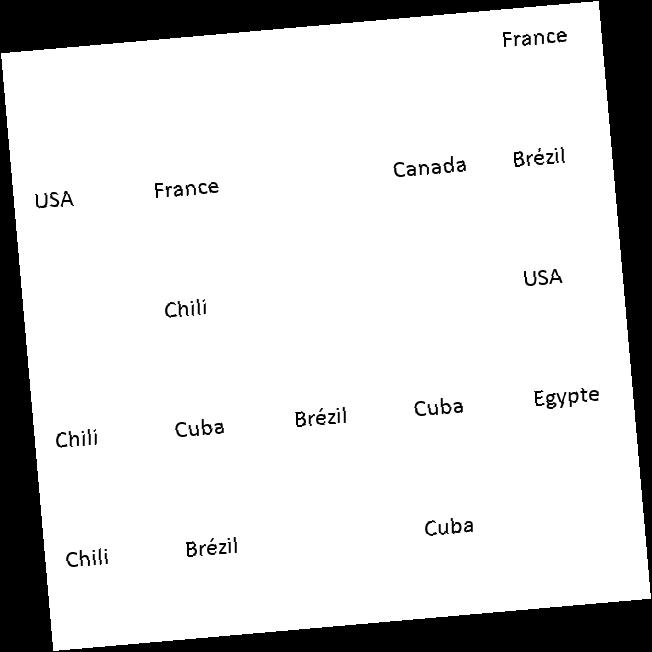 France
USA France Canada Brézil
Chili USA
Chili Cuba Brézil Cuba Egypte
Chili Brézil Cuba